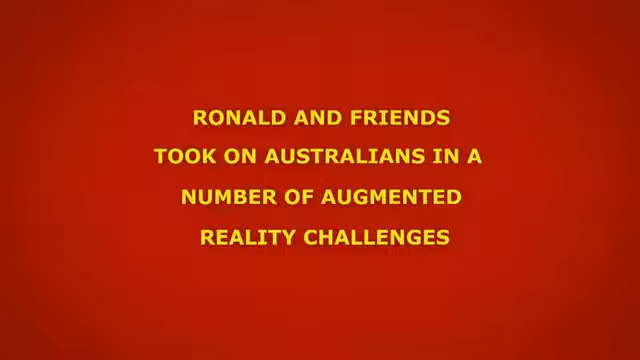 RONALD AND FRIENDS
TOOK ON AUSTRALIANS IN A
NUMBER OF AUGMENTED
REALITY CHALLENGES